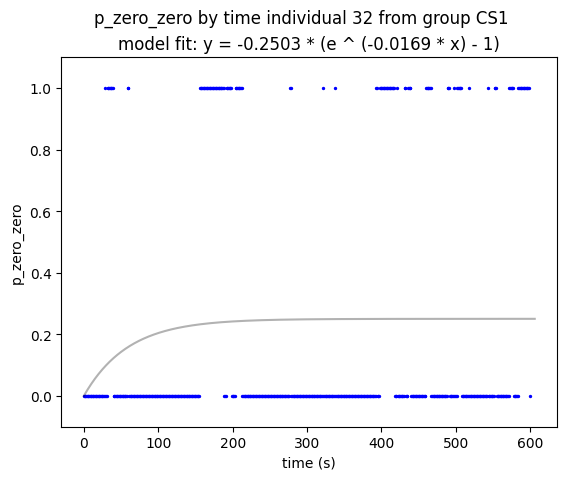 p_zero_zero by time individual 32 from group CS1
model fit: y = -0.2503 * (e ^ (-0.0169 * x) - 1)
1.0
0.8
0.6
0.4
0.2
0.0
p_zero_zero
0 100 200 300 400 500 600
time (s)